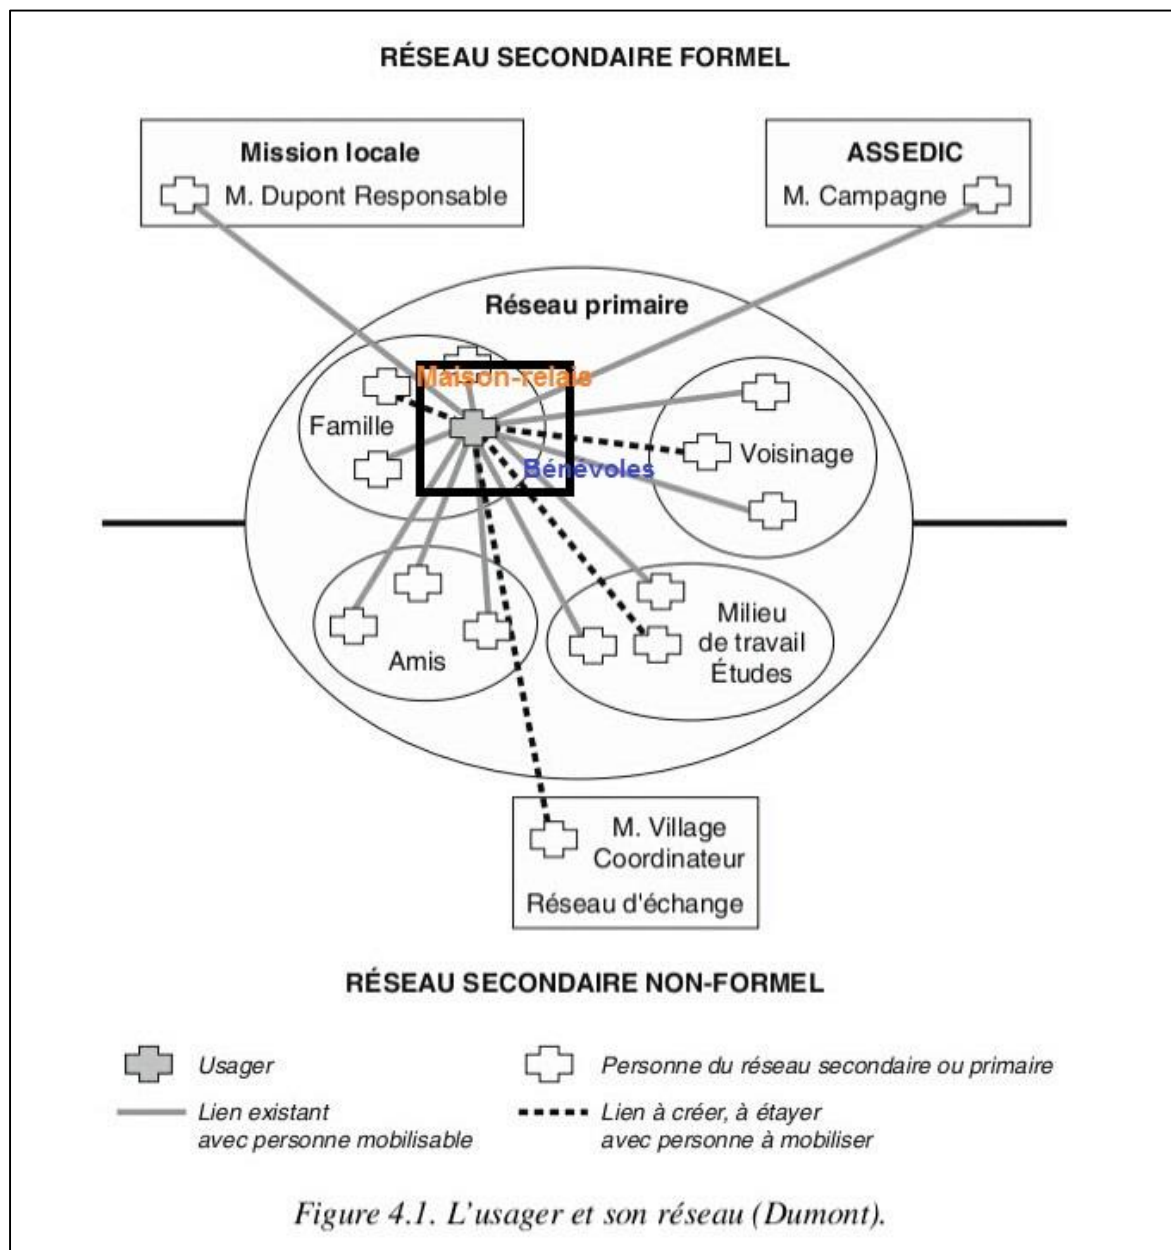 RÉSEAU SECONDAIRE FORMEL
Mission locale
M. Dupont Responsable
ASSEDIC
M. Campagne
Réseau primaire
Maison-relais
Famille
Bénévoles
Voisinage
Amis
Milieu
de travail
Études
M. Village
Coordinateur
Réseau d'échange
RÉSEAU SECONDAIRE NON-FORMEL
Usager
Personne du réseau secondaire ou primaire
Lien existant
avec personne mobilisable
Lien à créer, à étayer
avec personne à mobiliser
Figure 4.1. L'usager et son réseau (Dumont).